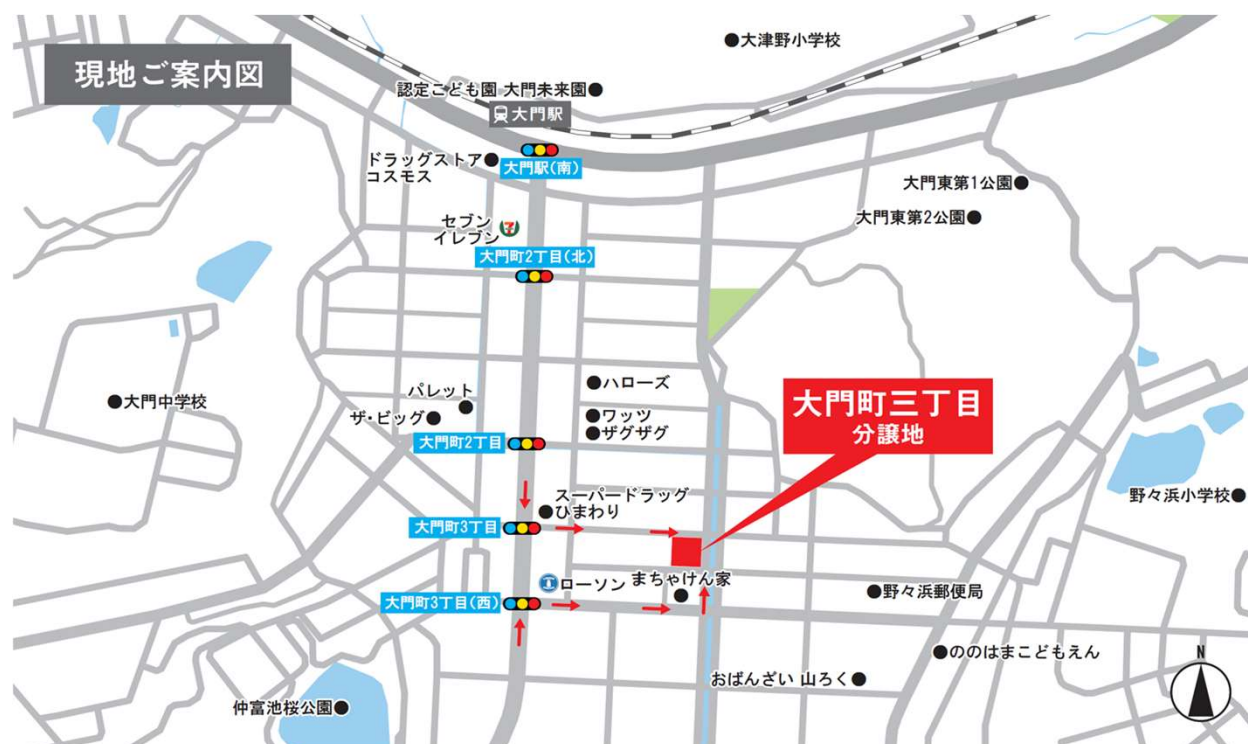 現地ご案内図
大津野小学校
認定こども園 大門未来園
大門駅
ドラッグストア
コスモス
大門駅(南)
大門東第1公園
大門東第2公園
セブン
イレブン
7
大門町2丁目(北)
大門中学校
パレット
ザ・ビッグ
ハローズ
ワッツ
ザグザグ
大門町三丁目
分譲地
大門町2丁目
野々浜小学校
スーパードラッグ
ひまわり
大門町3丁目
ローソン
まちゃけん家
大門町3丁目(西)
野々浜郵便局
ののはまこどもえん
おばんざい 山ろく
仲富池桜公園
N